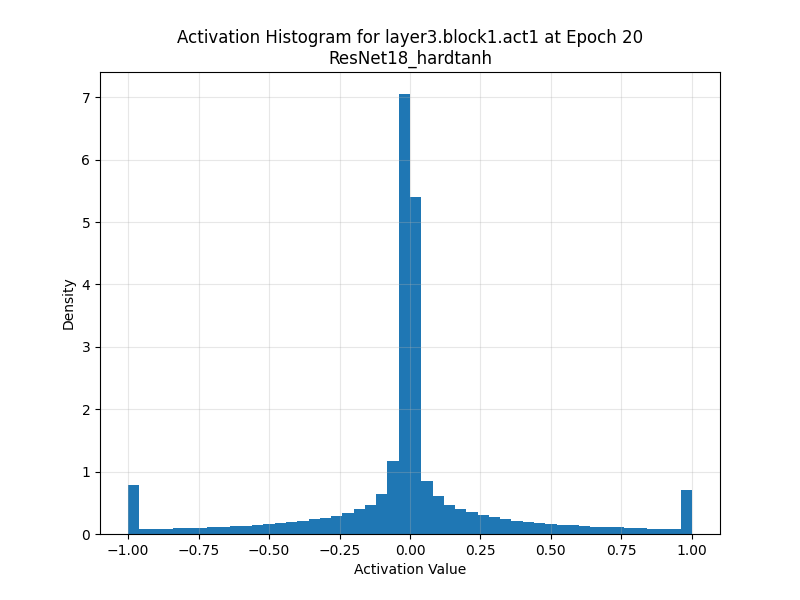 Activation Histogram for layer3.block1.act1 at Epoch 20
ResNet18_hardtanh
7
6
5
4
3
2
1
0
Density
−1.00 −0.75 −0.50 −0.25 0.00 0.25 0.50 0.75 1.00
Activation Value